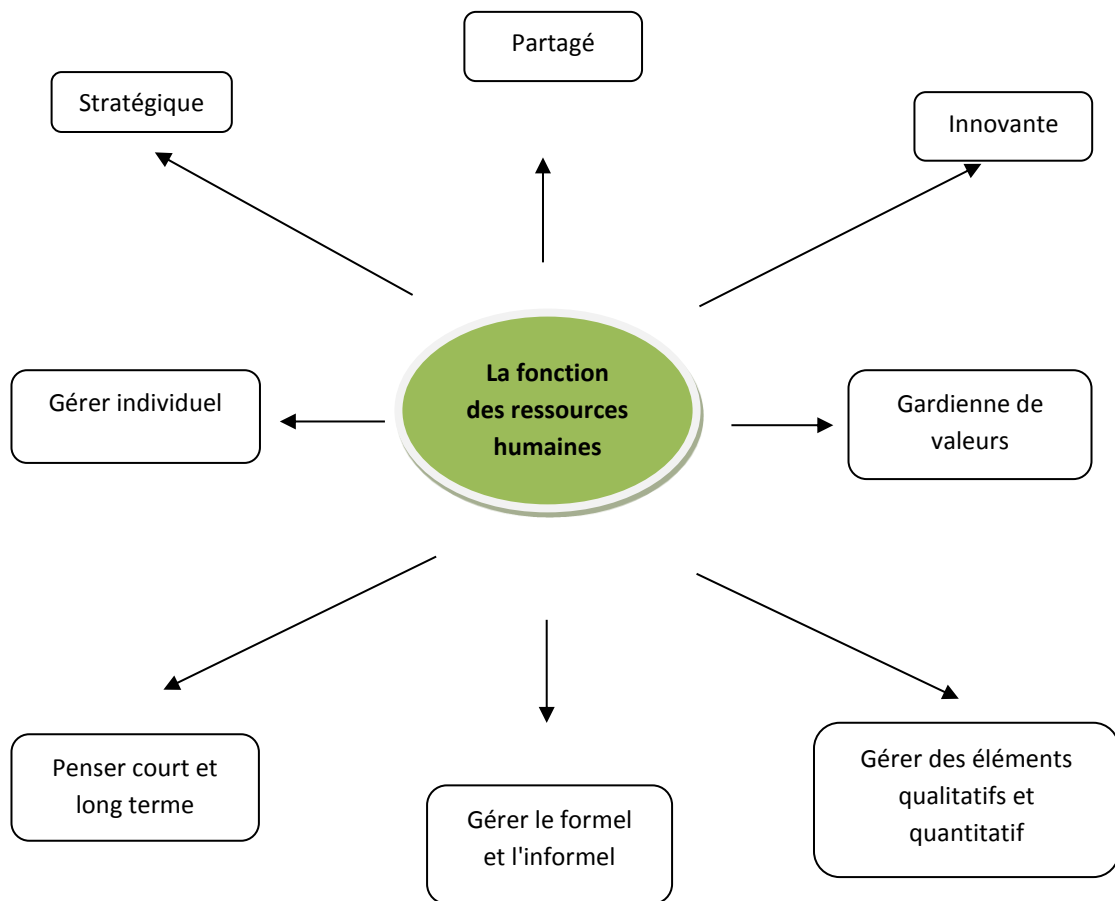 Partagé
Stratégique
Innovante
La fonction
des ressources
humaines
Gérer individuel
Gardienne de
valeurs
Penser court et
long terme
Gérer le formel
et l'informel
Gérer des éléments
qualitatifs et
quantitatif